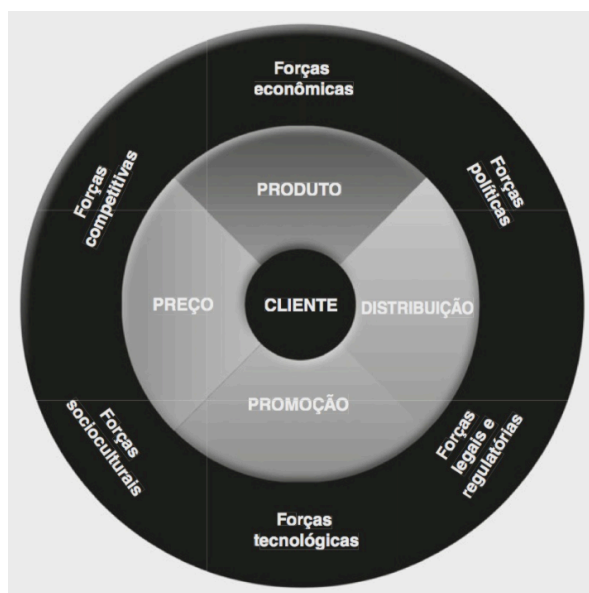 Forças
econômicas
Forças
competitivas
Forças
políticas
PRODUTO
PREÇO
CLIENTE
DISTRIBUIÇÃO
PROMOÇÃO
Forças
socioculturais
Forças
legais e
regulatórias
Forças
tecnológicas